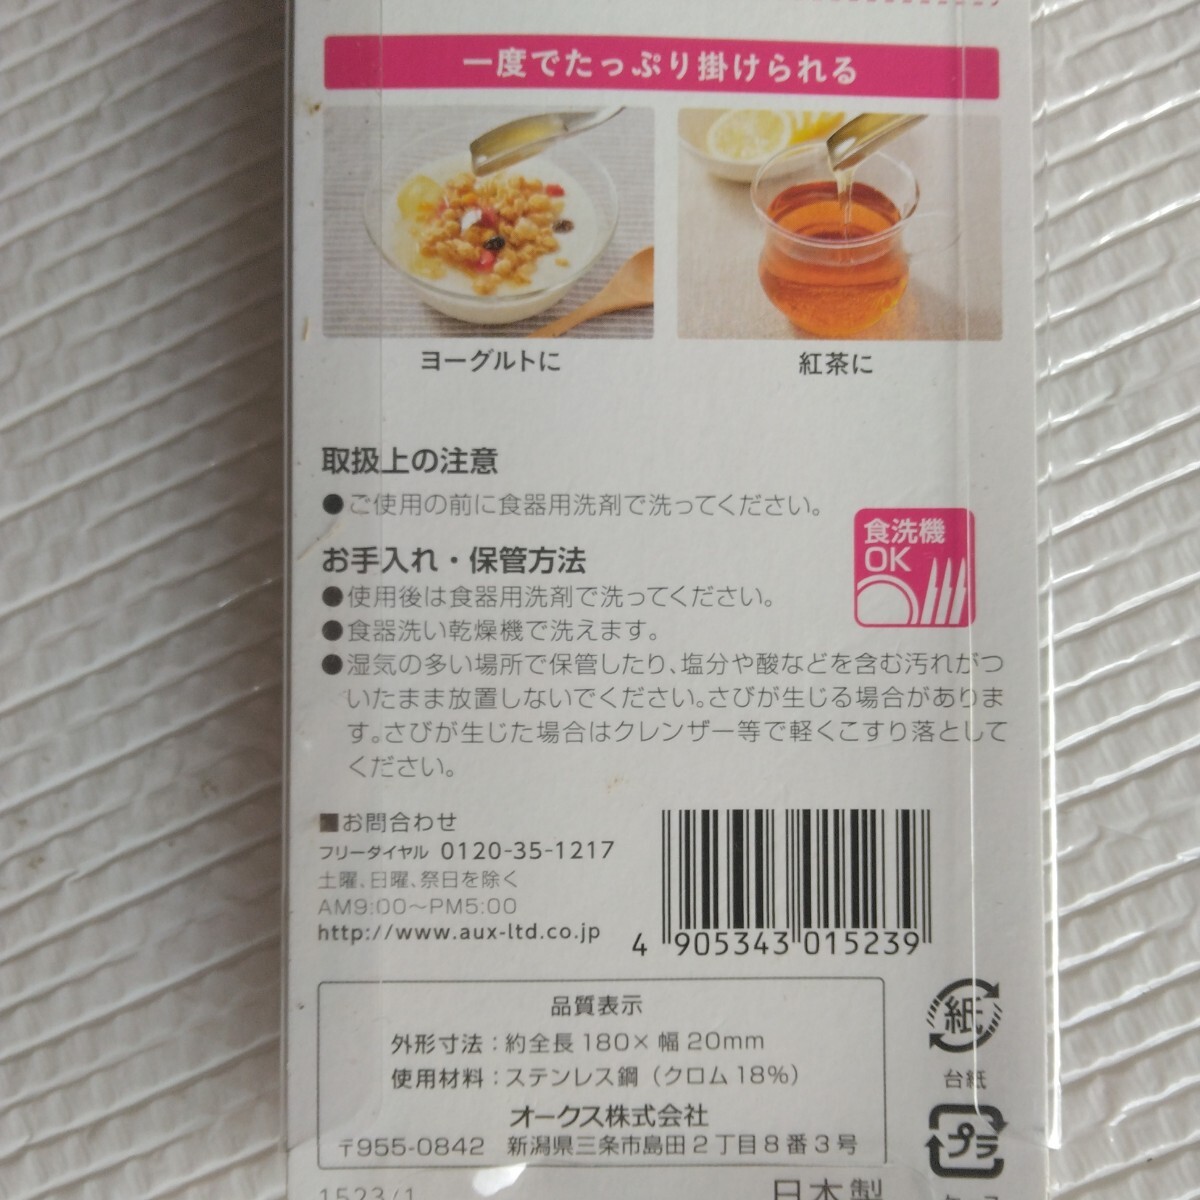 一度でたっぷり掛けられる
ヨーグルトに
紅茶に
取扱上の注意
●ご使用の前に食器用洗剤で洗ってください。
食洗機
OK
お手入れ・保管方法
●使用後は食器用洗剤で洗ってください。
●食器洗い乾燥機で洗えます。
●湿気の多い場所で保管したり、塩分や酸などを含む汚れがつ
いたまま放置しないでください。さびが生じる場合がありま
す。さびが生じた場合はクレンザー等で軽くこすり落として
ください。
■お問合わせ
フリーダイヤル 0120-35-1217
土曜、日曜、祭日を除く
AM9:00～PM5:00
http://www.aux-ltd.co.jp
4 905343 015239
品質表示
外形寸法：約全長180×幅20mm
使用材料：ステンレス鋼（クロム18%）
オークス株式会社
〒955-0842 新潟県三条市島田2丁目8番3号
紙
台紙
プラ
1523/1
日本製